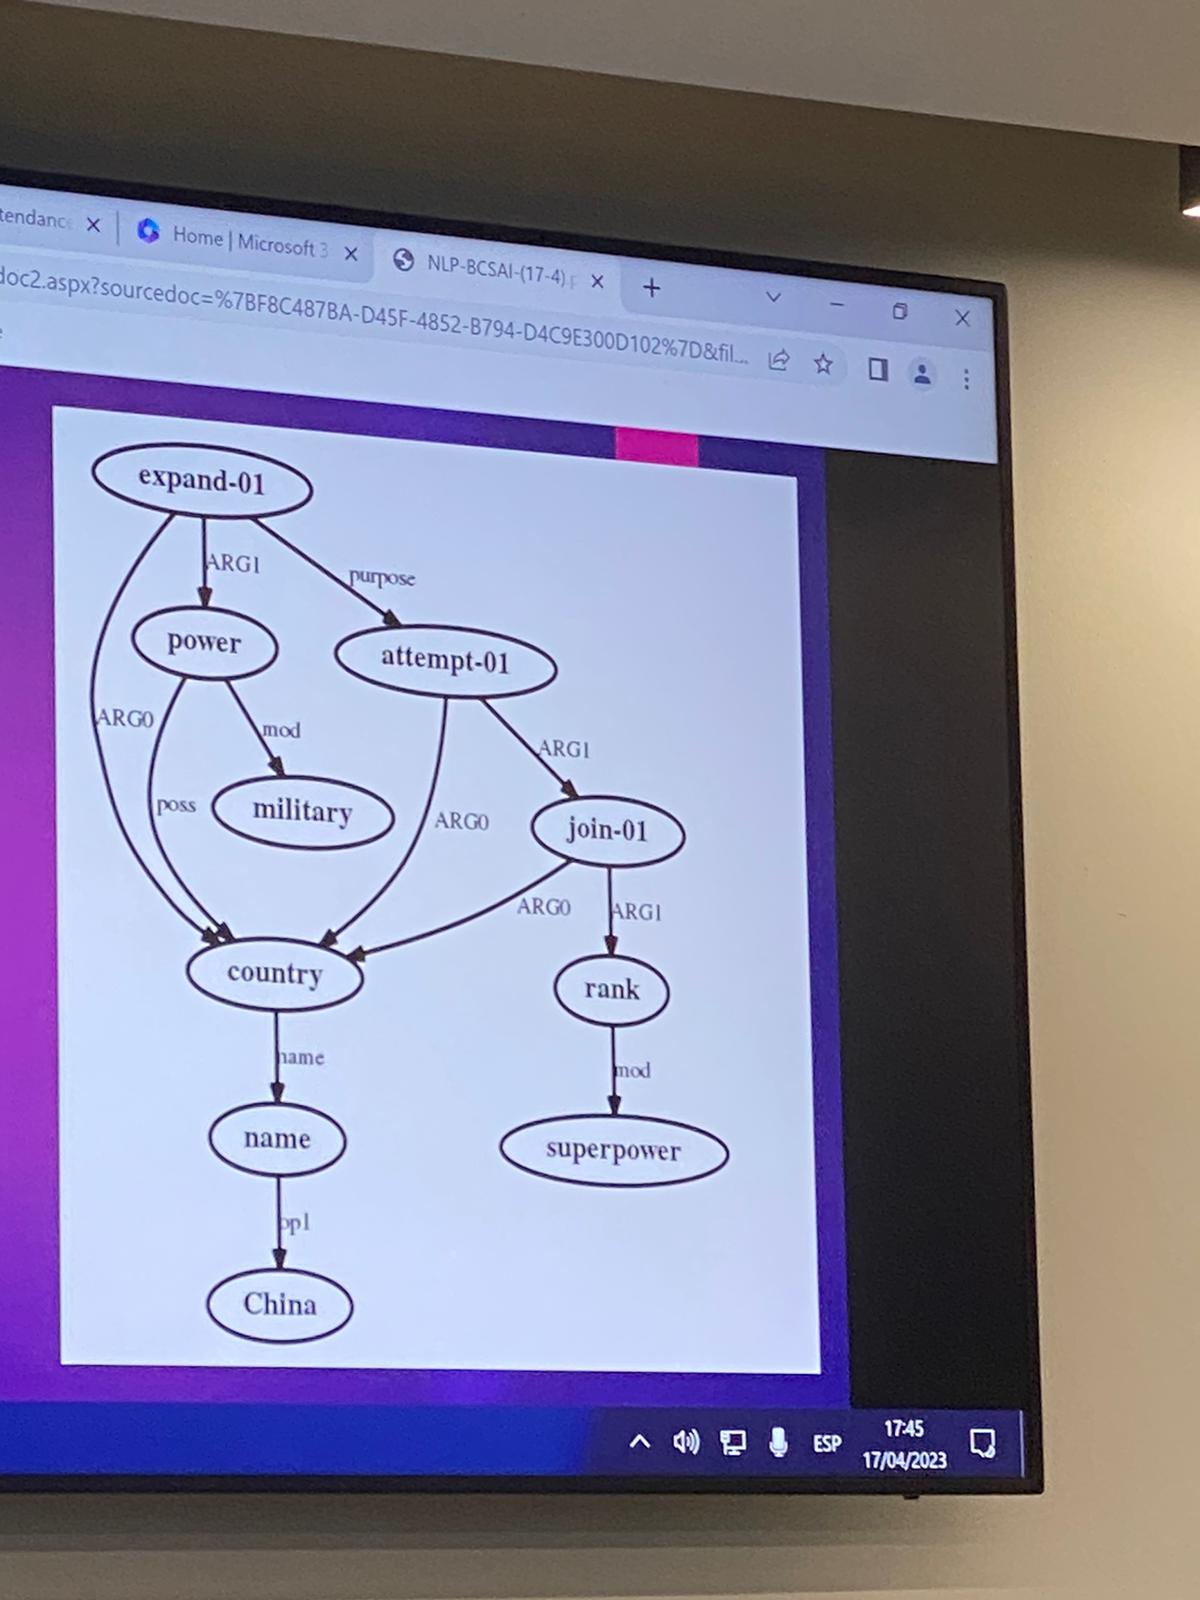 tendance
Home | Microsoft 3
NLP-BCSAI-(17-4)
doc2.aspx?sourcedoc=%7BF8C487BA-D45F-4852-B794-D4C9E300D102%7D&fil...
expand-01
ARG1
purpose
power
attempt-01
ARG0
mod
ARG1
poss
military
ARG0
join-01
ARG0
ARG1
country
rank
name
mod
name
superpower
op1
China
ESP
17:45
17/04/2023